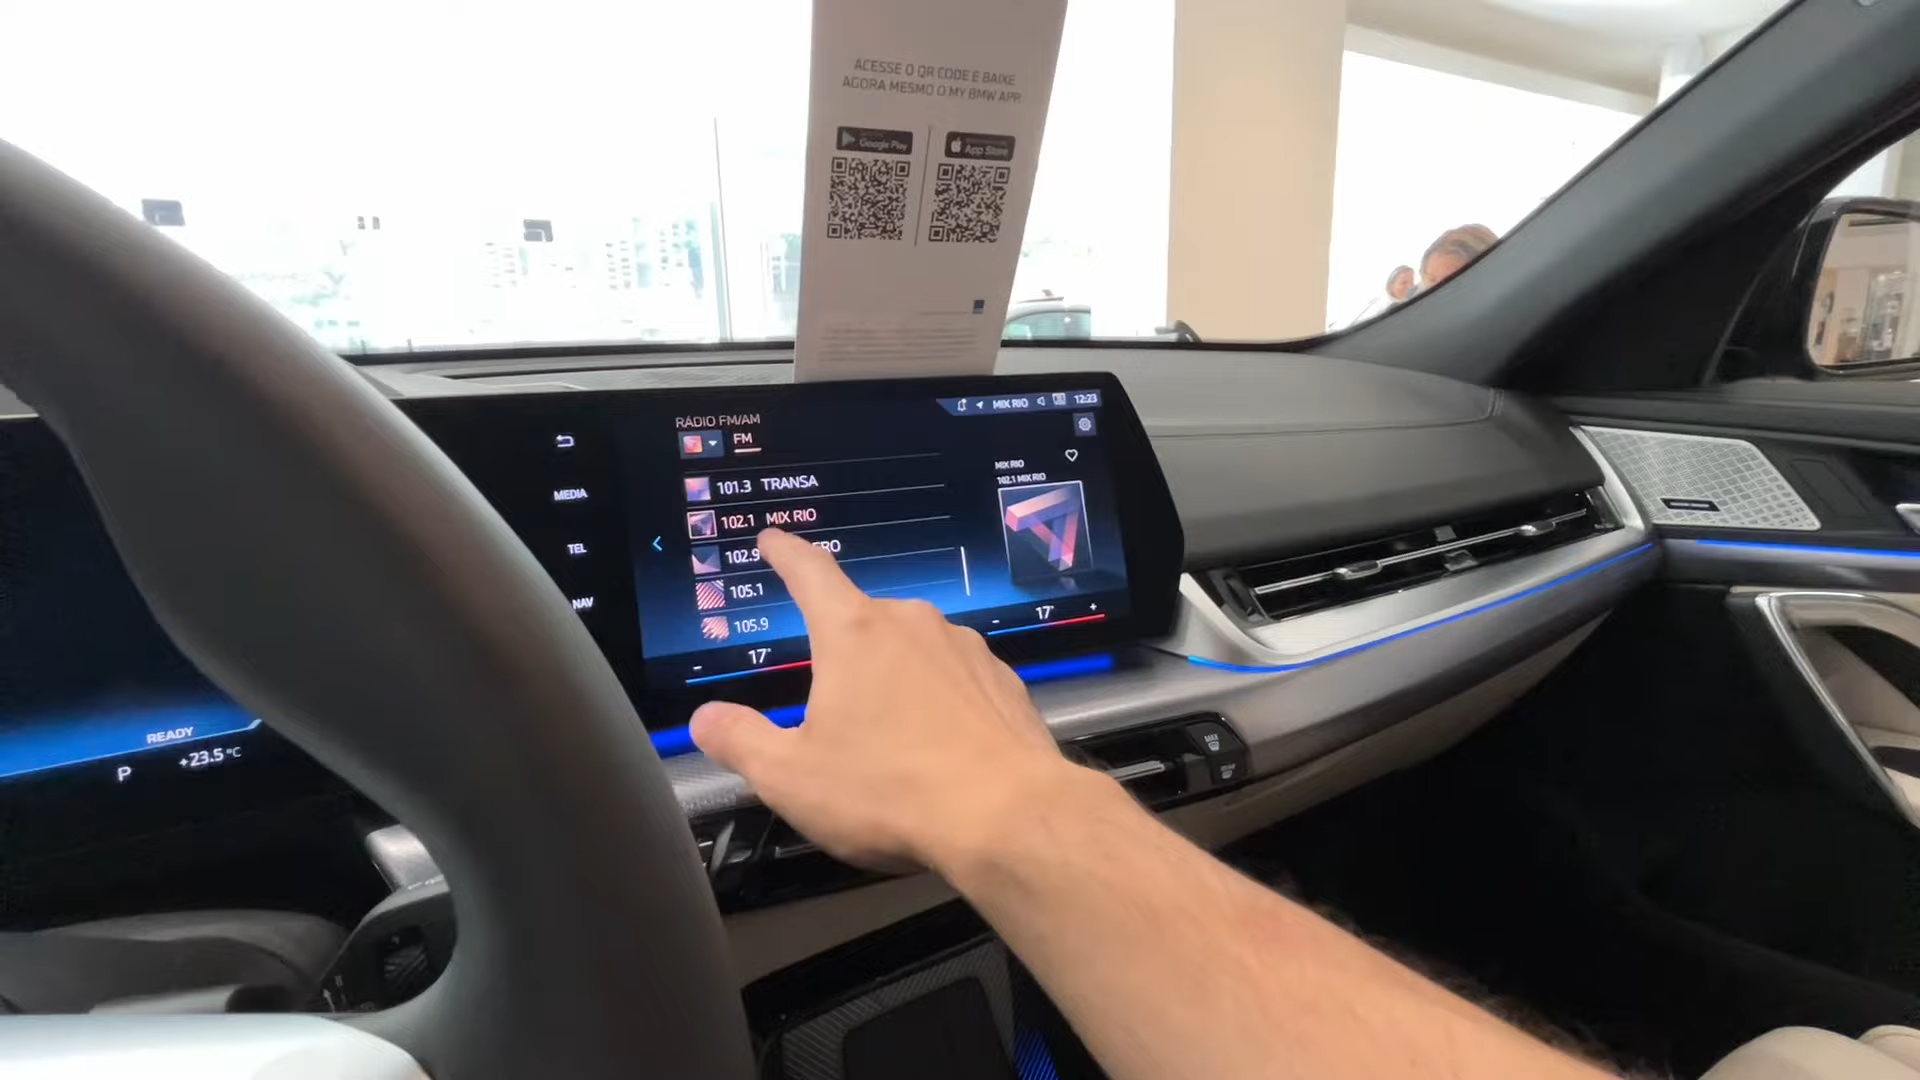 ACESSE O QR CODE E BAIXE
AGORA MESMO O MY BMW APP.
Google Play
App Store
RÁDIO FM/AM
FM
MIX RIO
12:23
MEDIA
TEL
NAV
101.3 TRANSA
102.1 MIX RIO
102.9
105.1
105.9
MIX RIO
102.1 MIX RIO
- 17°
- 17° +
READY
P +23.5 °C
MAX
REAR